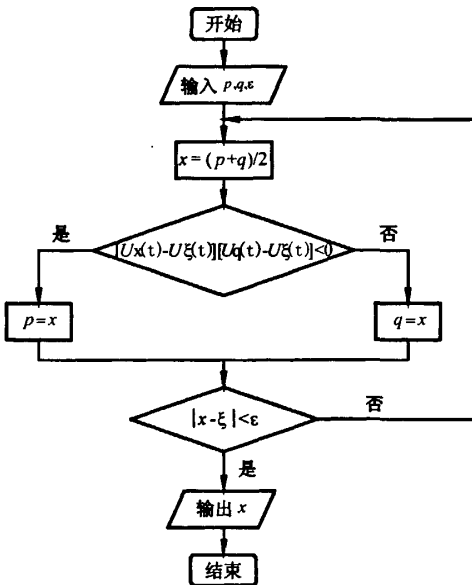 开始
输入 p,q,ε
x=(p+q)/2
是
否
[Ux(t)-Uξ(t)][Uq(t)-Uξ(t)]<0
p=x
q=x
|x-ξ|<ε
否
是
输出 x
结束